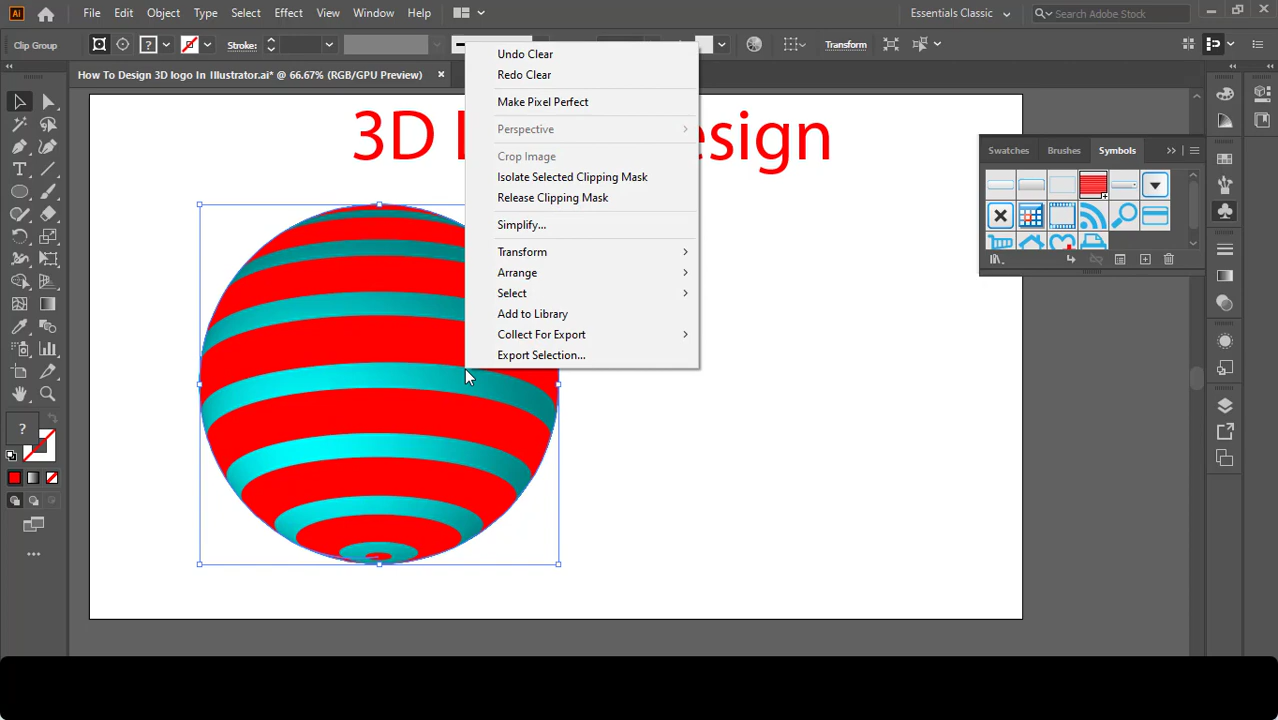 Ai File Edit Object Type Select Effect View Window Help Essentials Classic Search Adobe Stock
Clip Group ? Stroke: Transform
How To Design 3D logo In Illustrator.ai* @ 66.67% (RGB/GPU Preview) ×
3D
esign
Undo Clear
Redo Clear
Make Pixel Perfect
Perspective
Crop Image
Isolate Selected Clipping Mask
Release Clipping Mask
Simplify...
Transform
Arrange
Select
Add to Library
Collect For Export
Export Selection...
Swatches Brushes Symbols
?